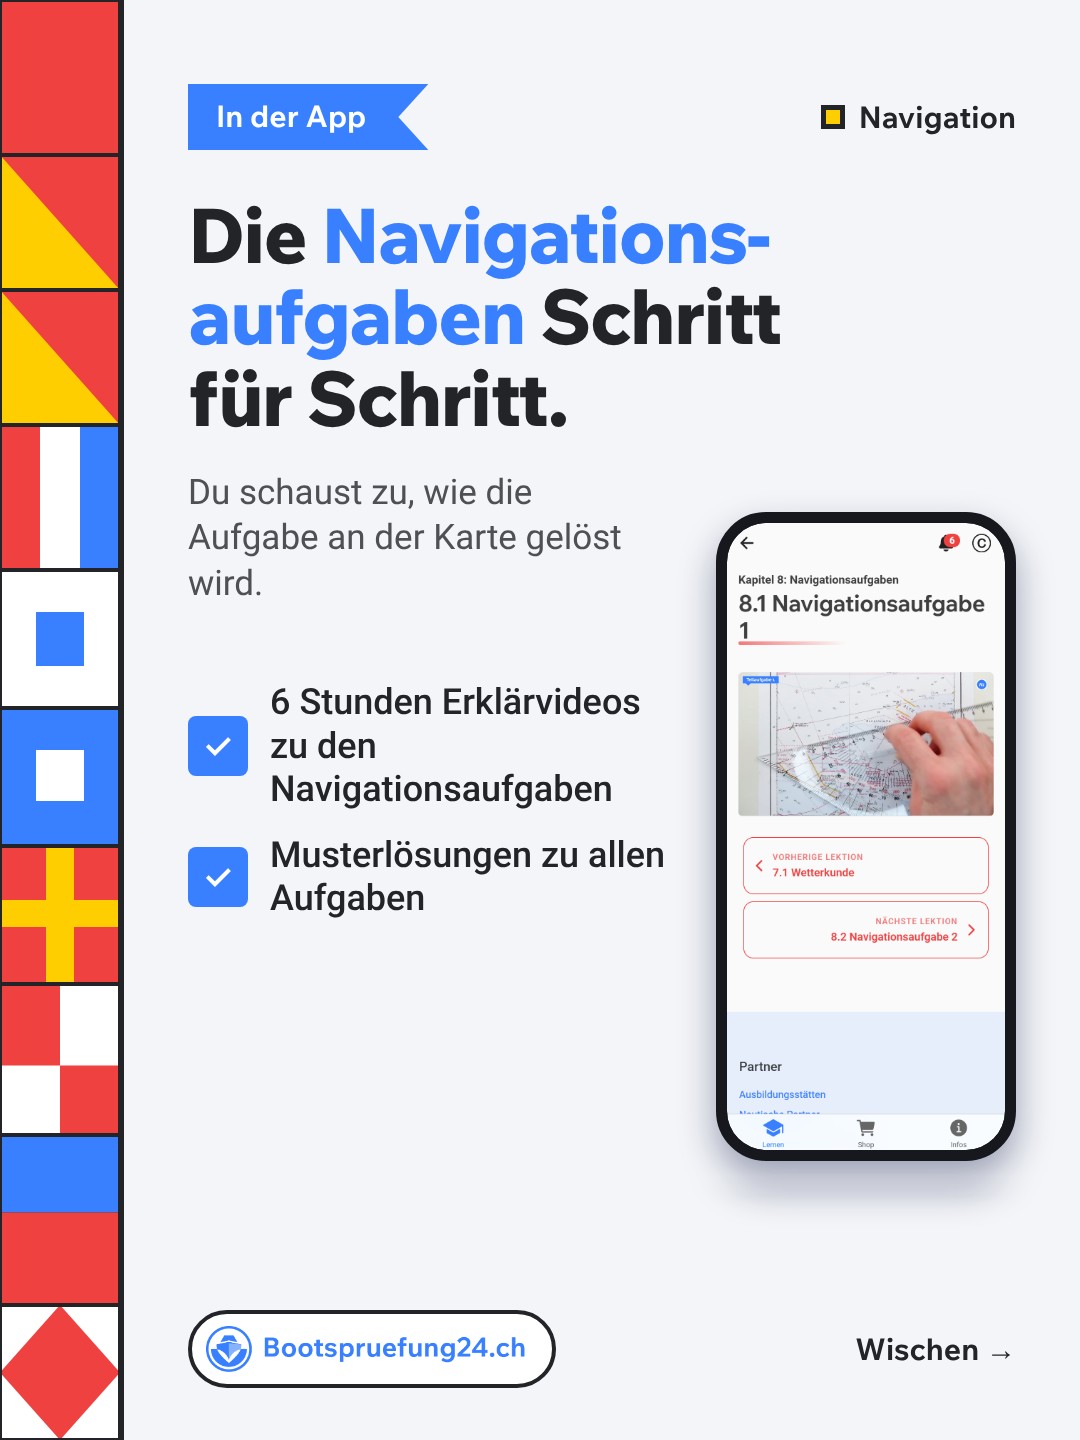 In der App
Navigation
Die Navigations-
aufgaben Schritt
für Schritt.
Du schaust zu, wie die
Aufgabe an der Karte gelöst
wird.
6 Stunden Erklärvideos
zu den
Navigationsaufgaben
Musterlösungen zu allen
Aufgaben
6
C
Kapitel 8: Navigationsaufgaben
8.1 Navigationsaufgabe
1
VORHERIGE LEKTION
7.1 Wetterkunde
NÄCHSTE LEKTION
8.2 Navigationsaufgabe 2
Partner
Ausbildungsstätten
Nautische Partner
Lernen
Shop
Infos
Bootspruefung24.ch
Wischen →